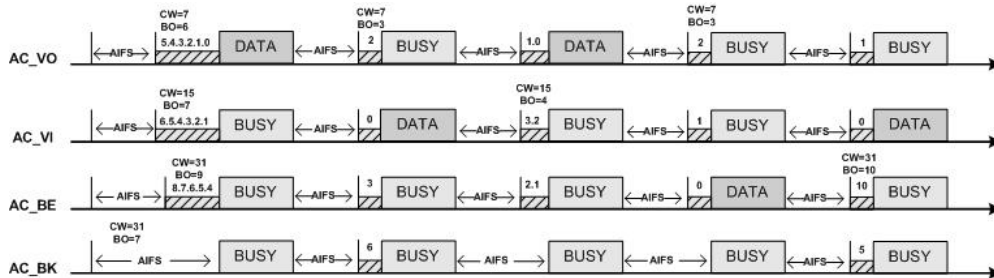 CW=7 CW=7 CW=7
BO=6 BO=3 BO=3
AC_VO AIFS 5.4.3.2.1.0 DATA AIFS 2 BUSY AIFS 1.0 DATA AIFS 2 BUSY AIFS 1 BUSY
CW=15 CW=15
BO=7 BO=4
AC_VI AIFS 6.5.4.3.2.1 BUSY AIFS 0 DATA AIFS 3.2 BUSY AIFS 1 BUSY AIFS 0 DATA
CW=31 CW=31
BO=9 BO=10
AC_BE AIFS 8.7.6.5.4 BUSY AIFS 3 BUSY AIFS 2.1 BUSY AIFS 0 DATA AIFS 10 BUSY
CW=31
BO=7
AC_BK AIFS BUSY AIFS 6 BUSY AIFS BUSY AIFS BUSY AIFS 5 BUSY